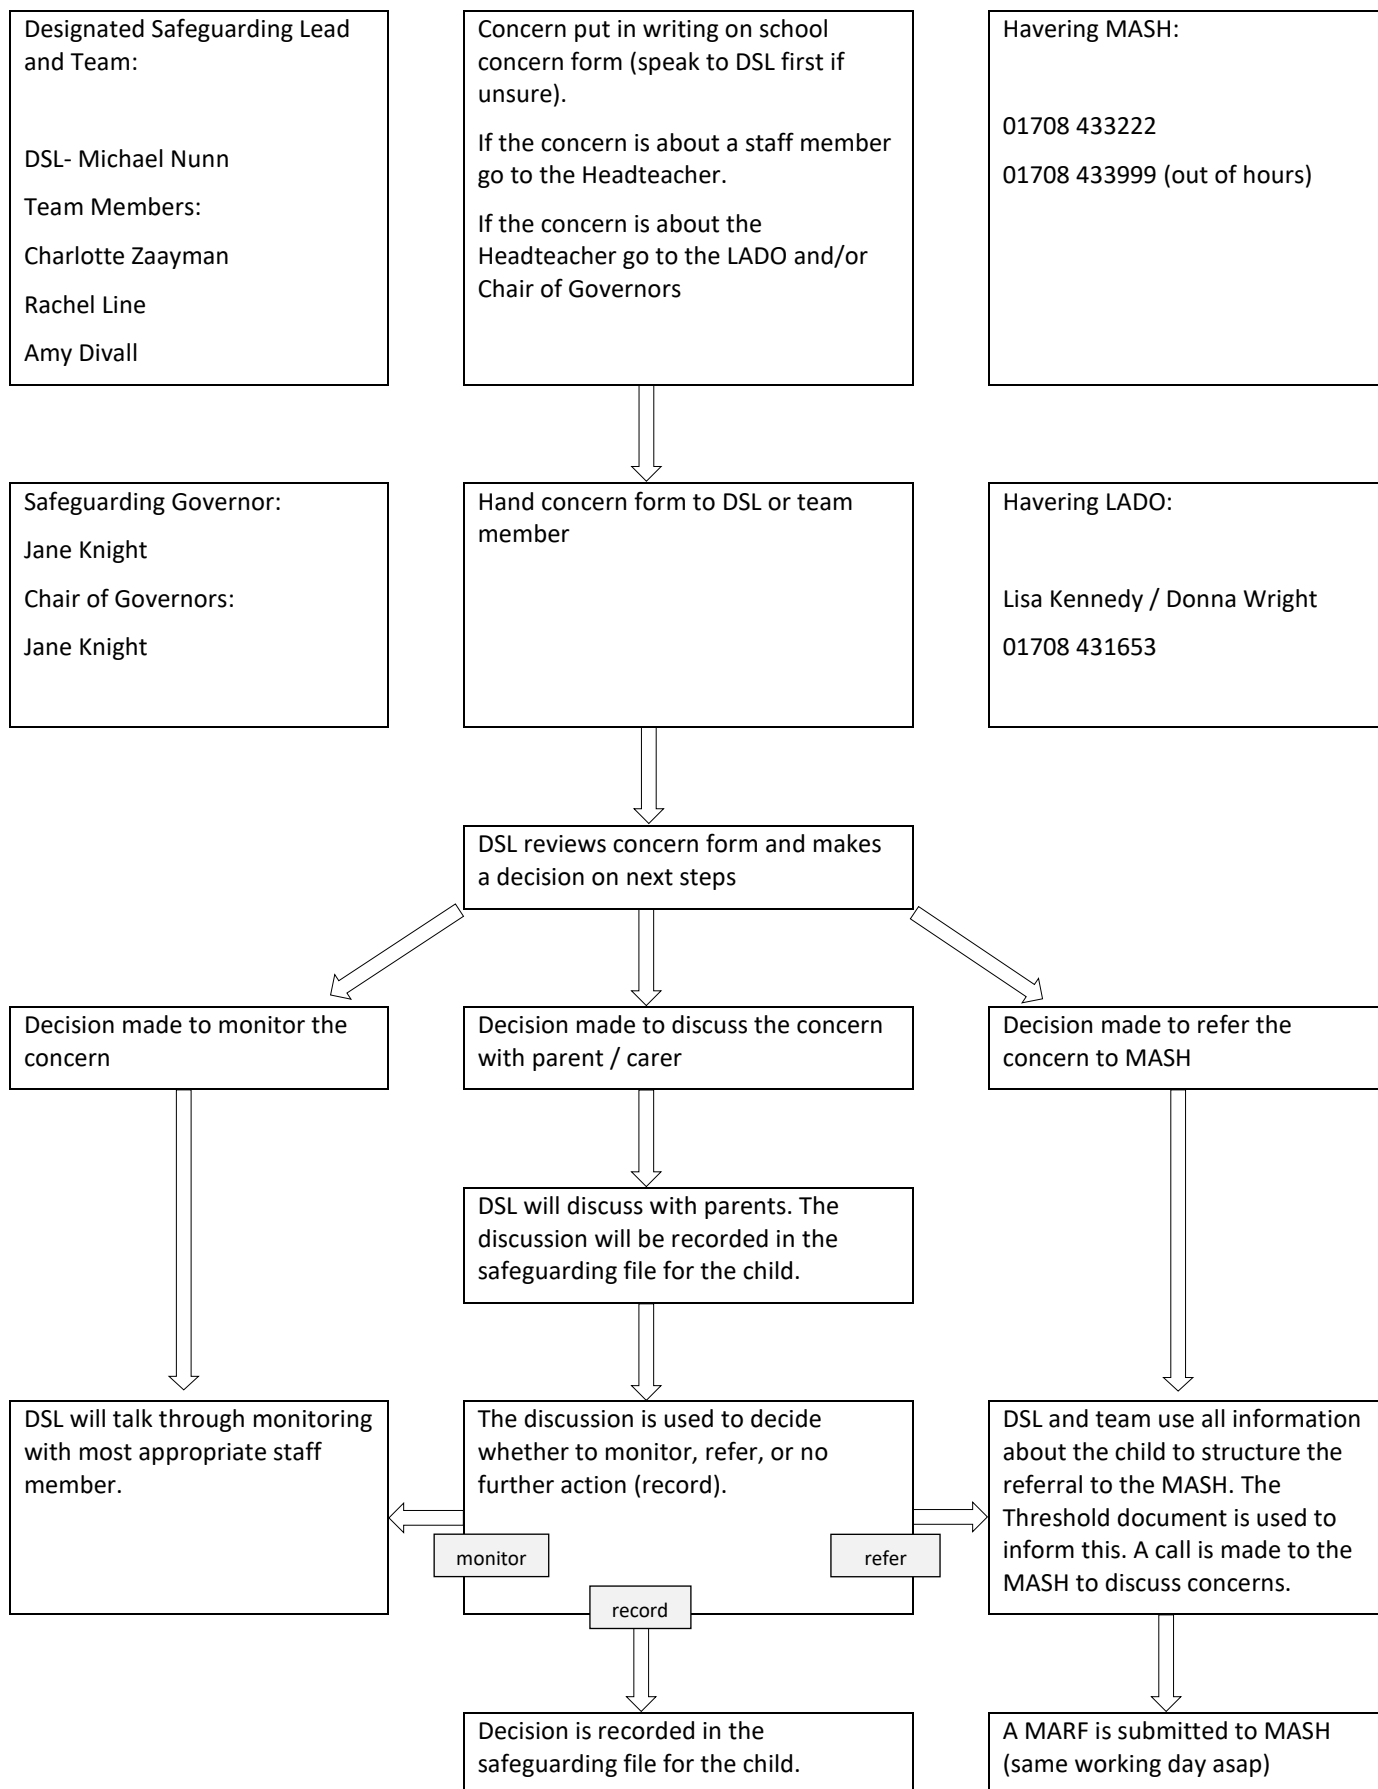 Designated Safeguarding Lead
and Team:
DSL- Michael Nunn
Team Members:
Charlotte Zaayman
Rachel Line
Amy Divall
Concern put in writing on school
concern form (speak to DSL first if
unsure).
If the concern is about a staff member
go to the Headteacher.
If the concern is about the
Headteacher go to the LADO and/or
Chair of Governors
Havering MASH:
01708 433222
01708 433999 (out of hours)
Safeguarding Governor:
Jane Knight
Chair of Governors:
Jane Knight
Hand concern form to DSL or team
member
Havering LADO:
Lisa Kennedy / Donna Wright
01708 431653
DSL reviews concern form and makes
a decision on next steps
Decision made to monitor the
concern
Decision made to discuss the concern
with parent / carer
Decision made to refer the
concern to MASH
DSL will discuss with parents. The
discussion will be recorded in the
safeguarding file for the child.
DSL will talk through monitoring
with most appropriate staff
member.
The discussion is used to decide
whether to monitor, refer, or no
further action (record).
monitor
refer
record
DSL and team use all information
about the child to structure the
referral to the MASH. The
Threshold document is used to
inform this. A call is made to the
MASH to discuss concerns.
Decision is recorded in the
safeguarding file for the child.
A MARF is submitted to MASH
(same working day asap)